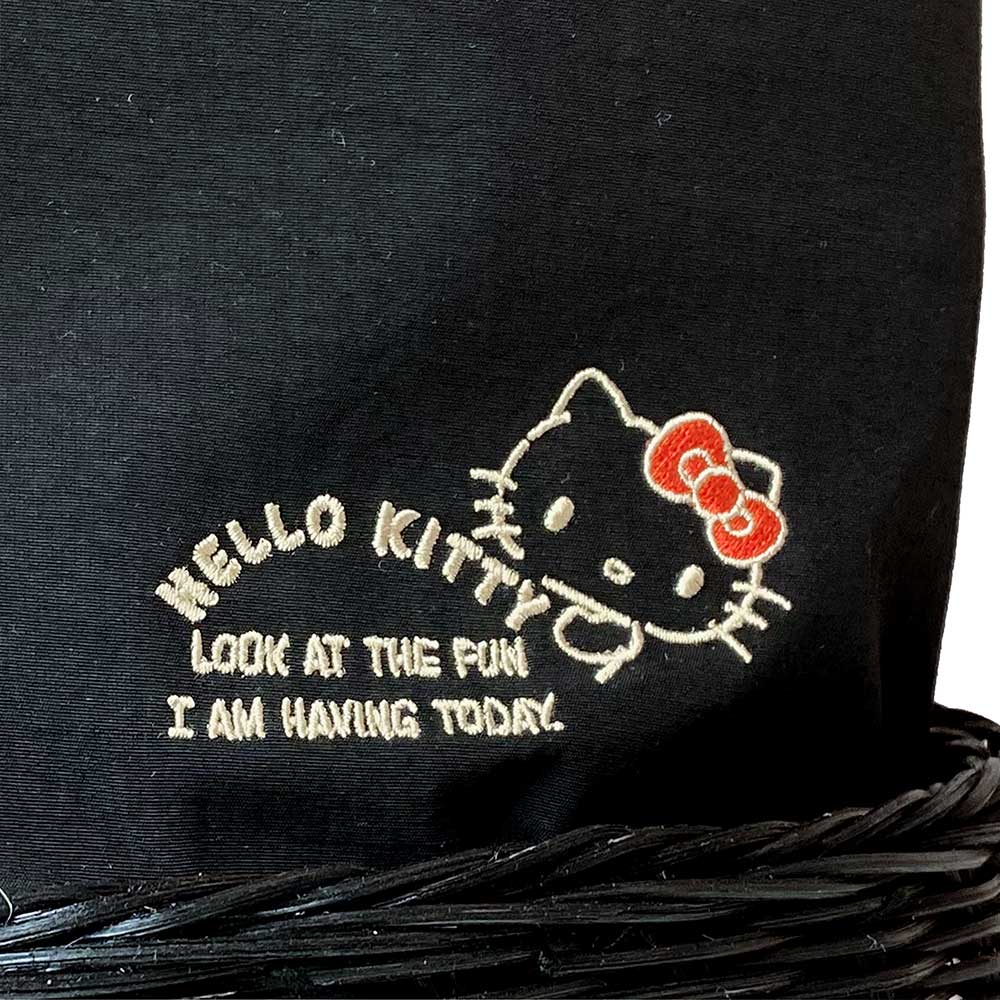 HELLO KITTY
LOOK AT THE FUN
I AM HAVING TODAY.